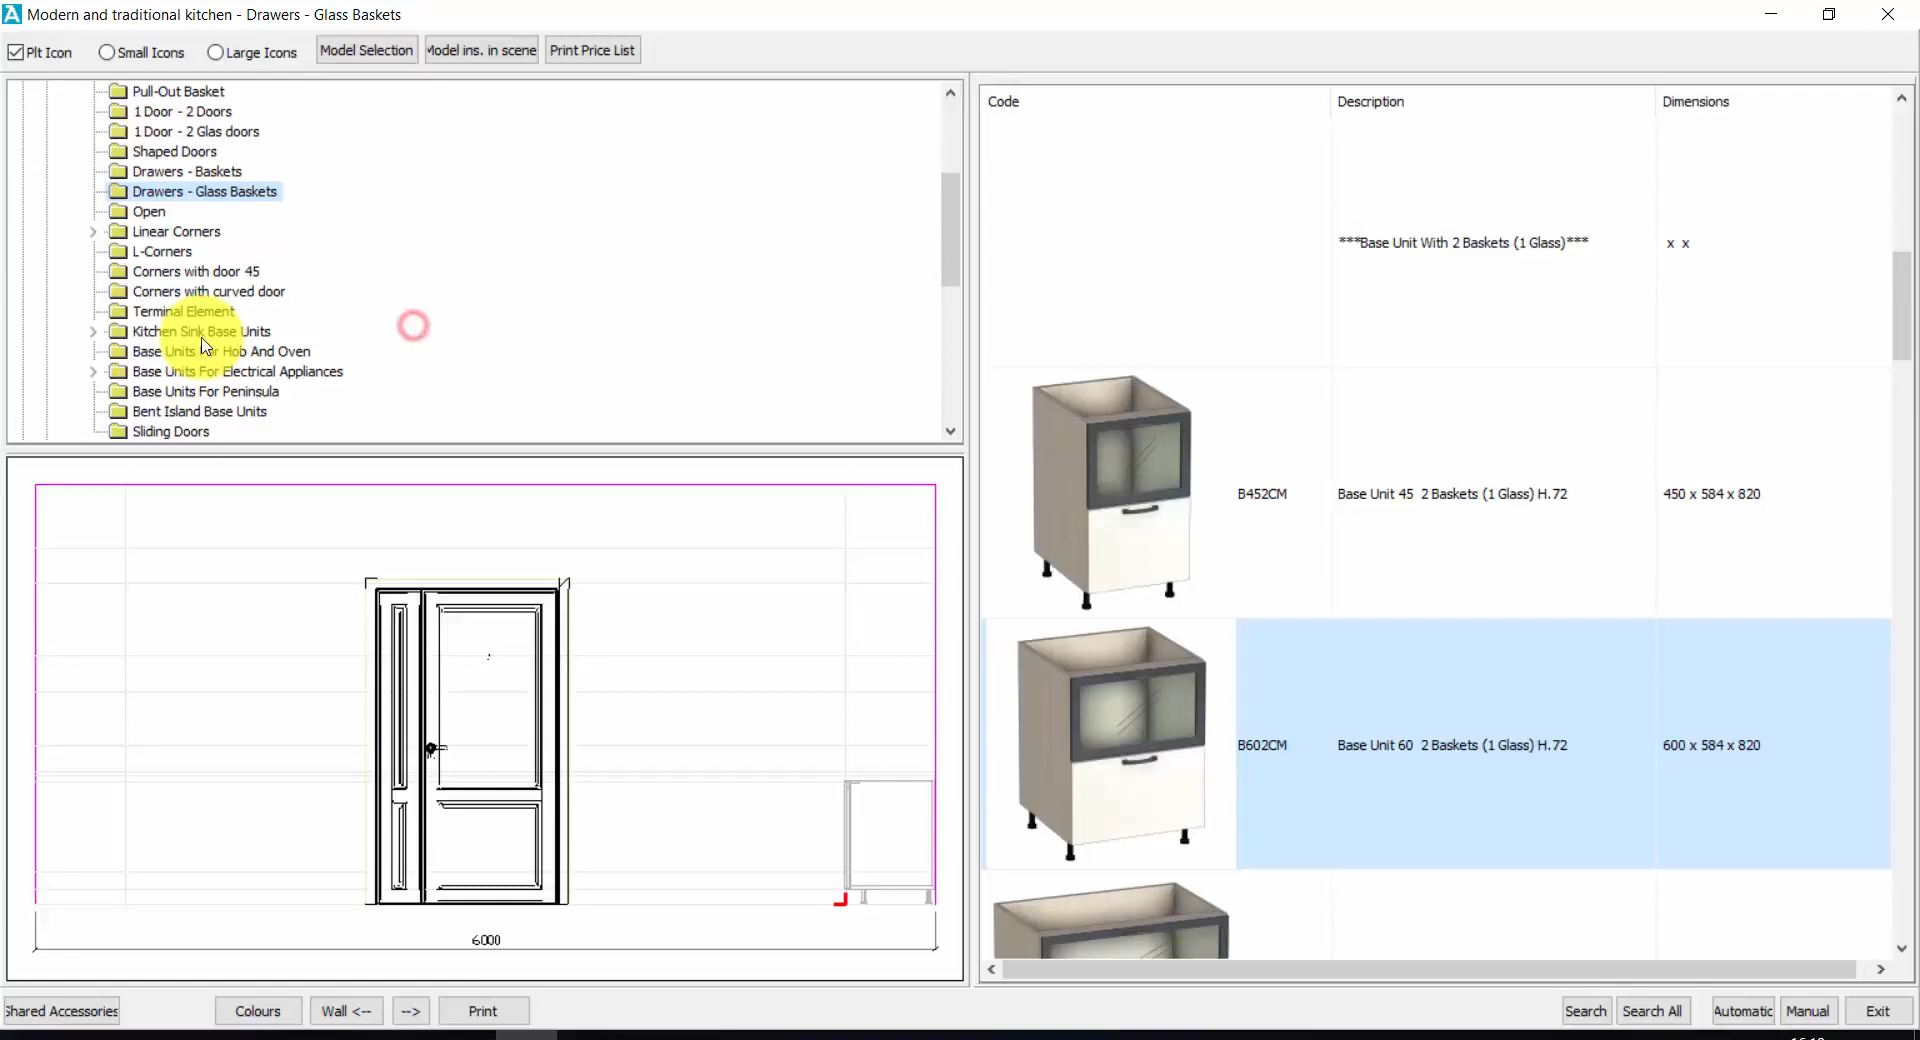 Modern and traditional kitchen - Drawers - Glass Baskets
Plt Icon
Small Icons
Large Icons
Model Selection
Model ins. in scene
Print Price List
Pull-Out Basket
1 Door - 2 Doors
1 Door - 2 Glas doors
Shaped Doors
Drawers - Baskets
Drawers - Glass Baskets
Open
Linear Corners
L-Corners
Corners with door 45
Corners with curved door
Terminal Element
Kitchen Sink Base Units
Base Units For Hob And Oven
Base Units For Electrical Appliances
Base Units For Peninsula
Bent Island Base Units
Sliding Doors
Code Description Dimensions
***Base Unit With 2 Baskets (1 Glass)*** x x
B452CM Base Unit 45 2 Baskets (1 Glass) H.72 450 x 584 x 820
B602CM Base Unit 60 2 Baskets (1 Glass) H.72 600 x 584 x 820
6000
Shared Accessories
Colours
Wall <--
-->
Print
Search
Search All
Automatic
Manual
Exit